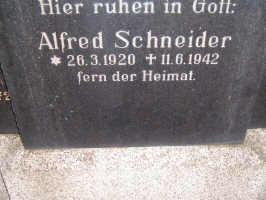 Hier ruhen in Gott:
Alfred Schneider
* 26.3.1920 † 11.6.1942
fern der Heimat.